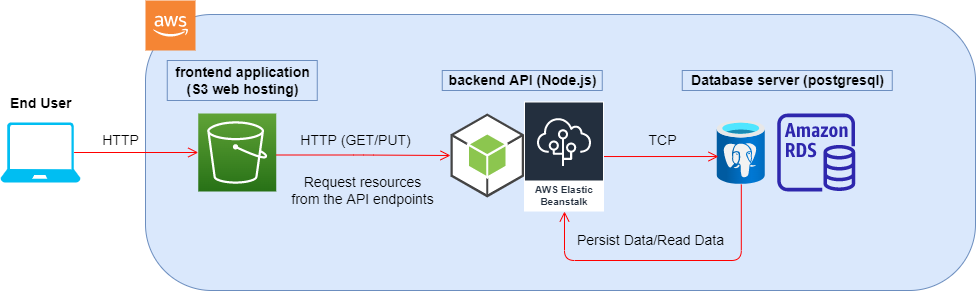 aws
frontend application
(S3 web hosting)
backend API (Node.js)
Database server (postgresql)
End User
HTTP
HTTP (GET/PUT)
TCP
Amazon
RDS
Request resources
from the API endpoints
AWS Elastic
Beanstalk
Persist Data/Read Data